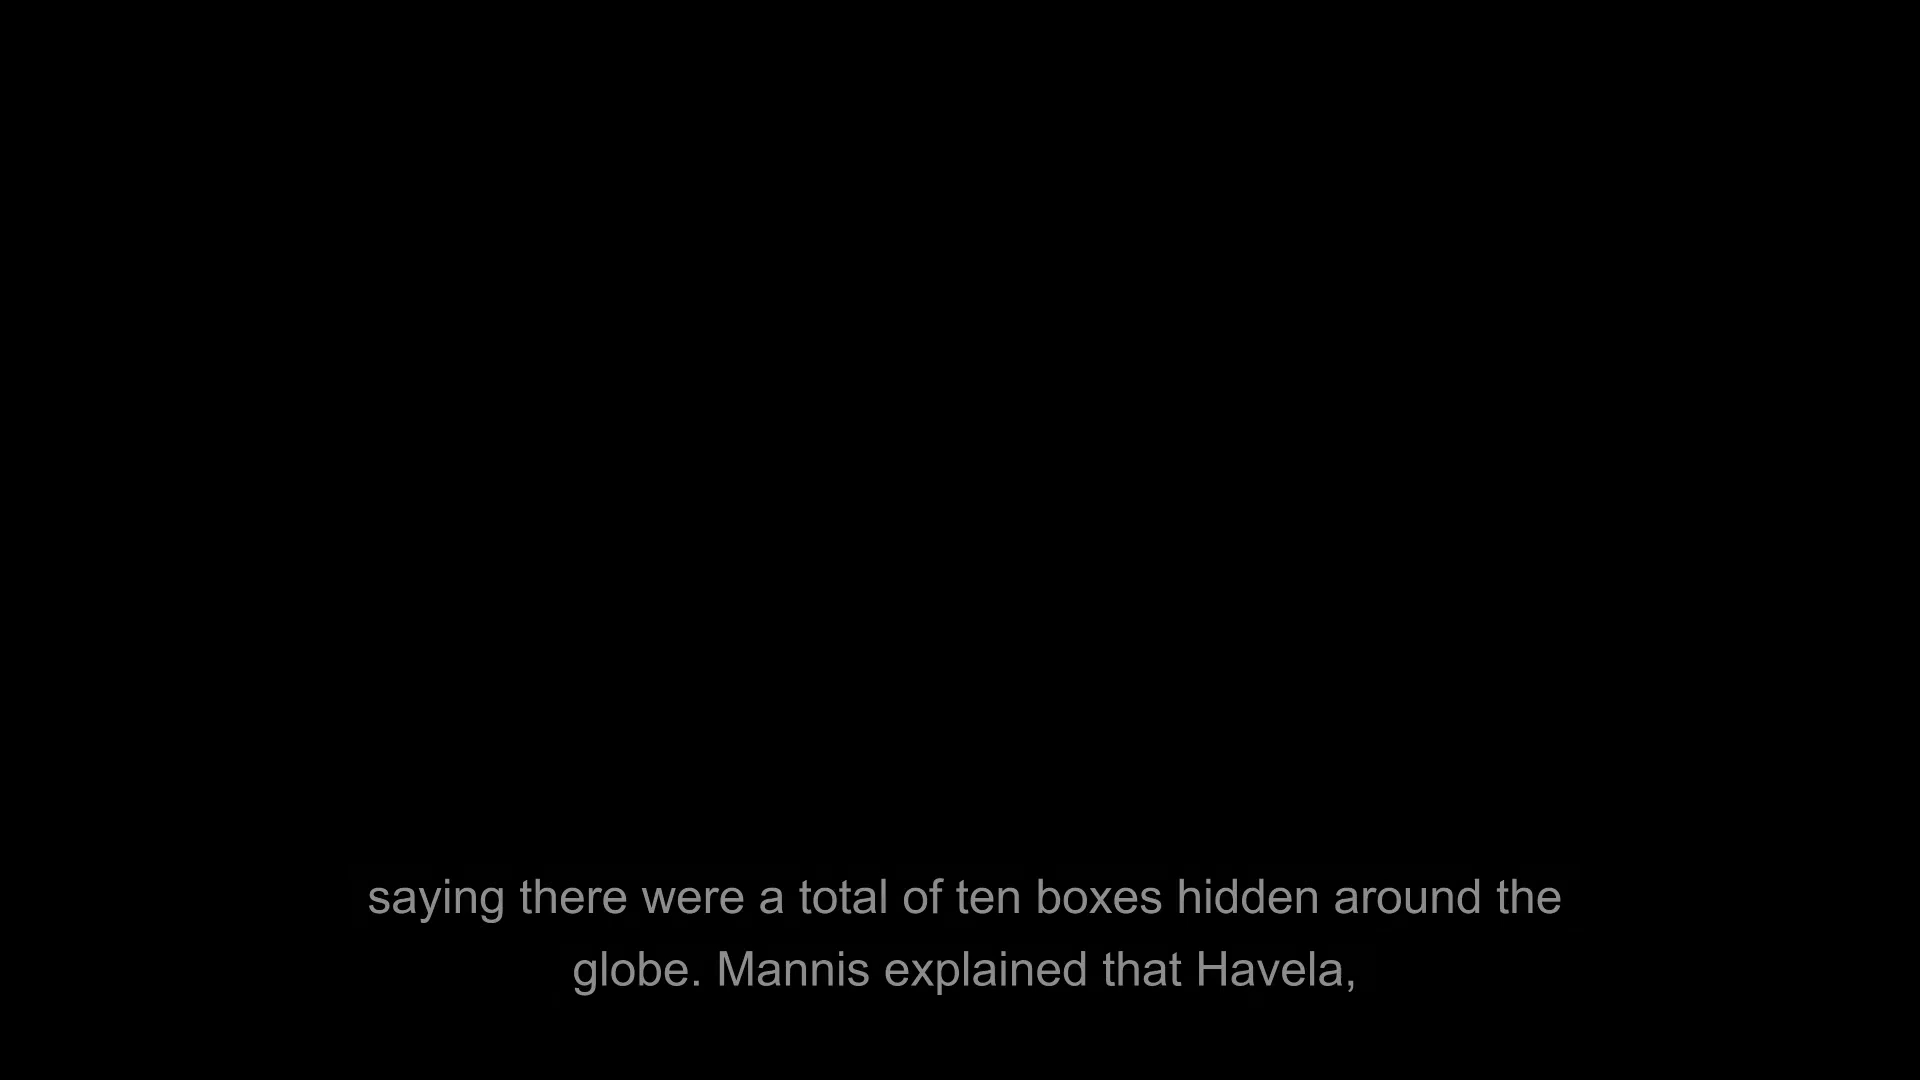 saying there were a total of ten boxes hidden around the
globe. Mannis explained that Havela,